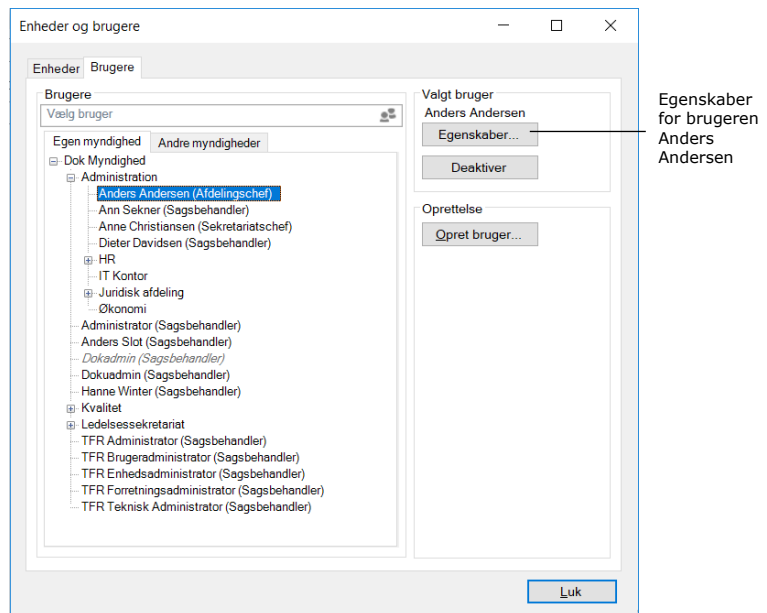 Enheder og brugere
Enheder Brugere
Brugere
Vælg bruger
Egen myndighed Andre myndigheder
Dok Myndighed
Administration
Anders Andersen (Afdelingschef)
Ann Sekner (Sagsbehandler)
Anne Christiansen (Sekretariatschef)
Dieter Davidsen (Sagsbehandler)
HR
IT Kontor
Juridisk afdeling
Økonomi
Administrator (Sagsbehandler)
Anders Slot (Sagsbehandler)
Dokadmin (Sagsbehandler)
Dokuadmin (Sagsbehandler)
Hanne Winter (Sagsbehandler)
Kvalitet
Ledelsessekretariat
TFR Administrator (Sagsbehandler)
TFR Brugeradministrator (Sagsbehandler)
TFR Enhedsadministrator (Sagsbehandler)
TFR Forretningsadministrator (Sagsbehandler)
TFR Teknisk Administrator (Sagsbehandler)
Valgt bruger
Anders Andersen
Egenskaber...
Deaktiver
Oprettelse
Opret bruger...
Luk
Egenskaber
for brugeren
Anders
Andersen